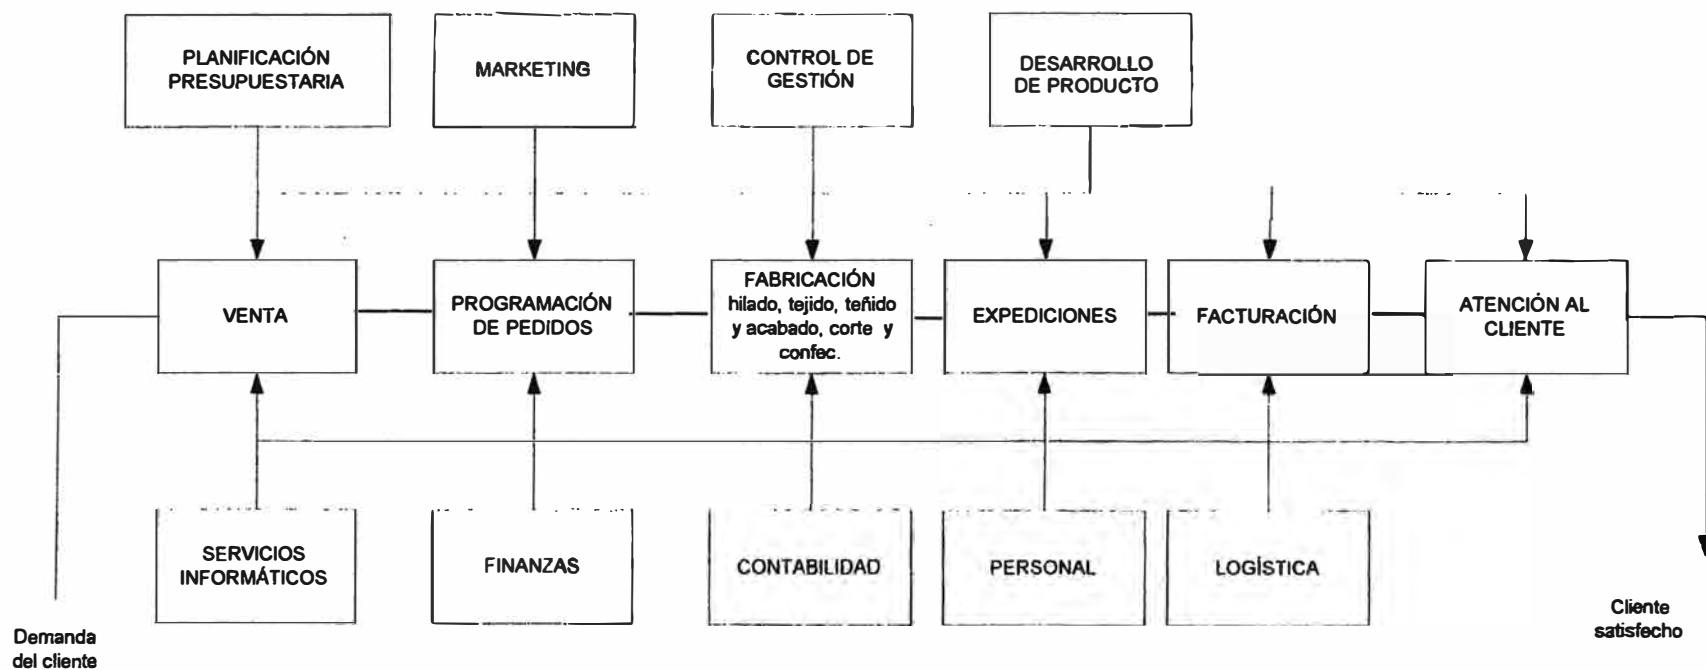 PLANIFICACIÓN
PRESUPUESTARIA
MARKETING
CONTROL DE
GESTIÓN
DESARROLLO
DE PRODUCTO
VENTA
PROGRAMACIÓN
DE PEDIDOS
FABRICACIÓN
hilado, tejido, teñido
y acabado, corte y
confec.
EXPEDICIONES
FACTURACIÓN
ATENCIÓN AL
CLIENTE
SERVICIOS
INFORMÁTICOS
FINANZAS
CONTABILIDAD
PERSONAL
LOGÍSTICA
Demanda
del cliente
Cliente
satisfecho